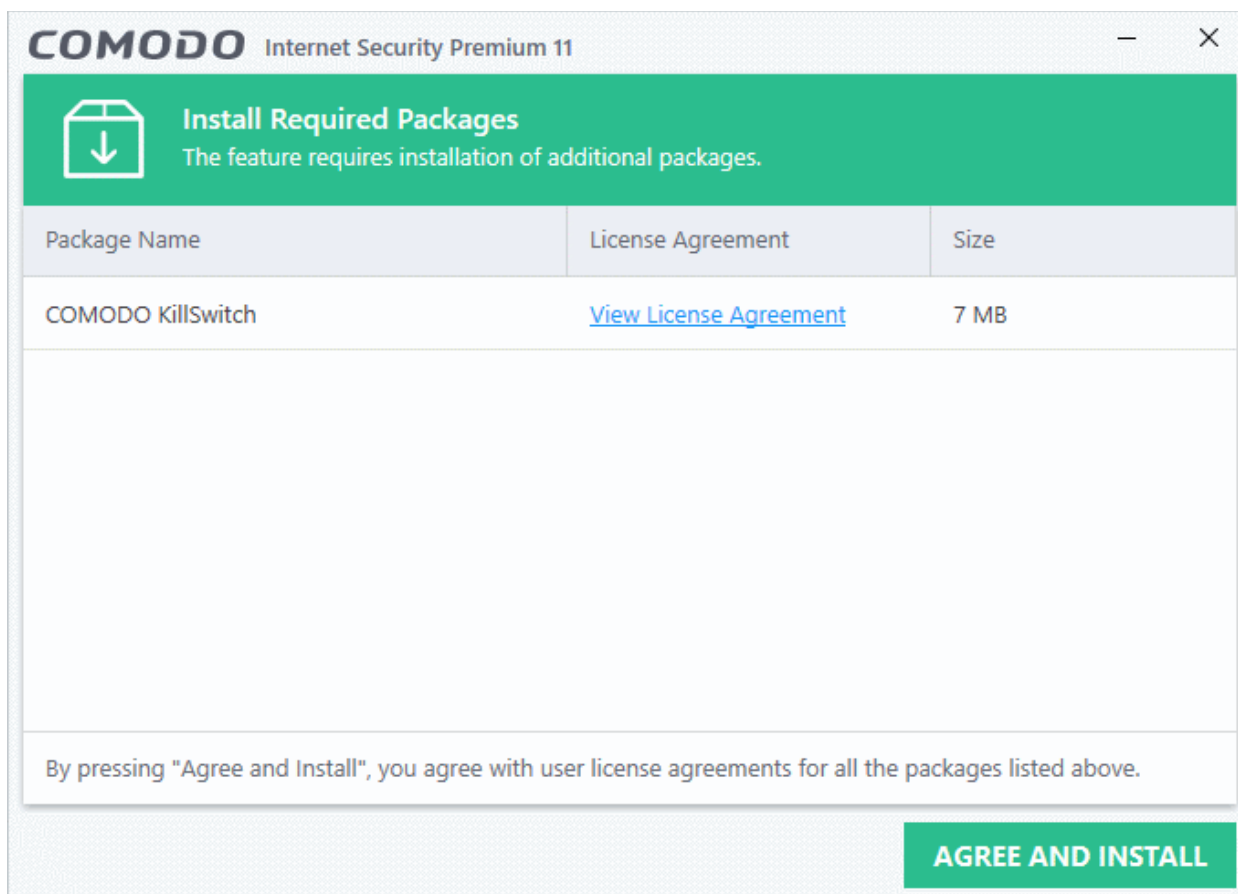 COMODO Internet Security Premium 11
Install Required Packages
The feature requires installation of additional packages.
Package Name License Agreement Size
COMODO KillSwitch View License Agreement 7 MB
By pressing "Agree and Install", you agree with user license agreements for all the packages listed above.
AGREE AND INSTALL